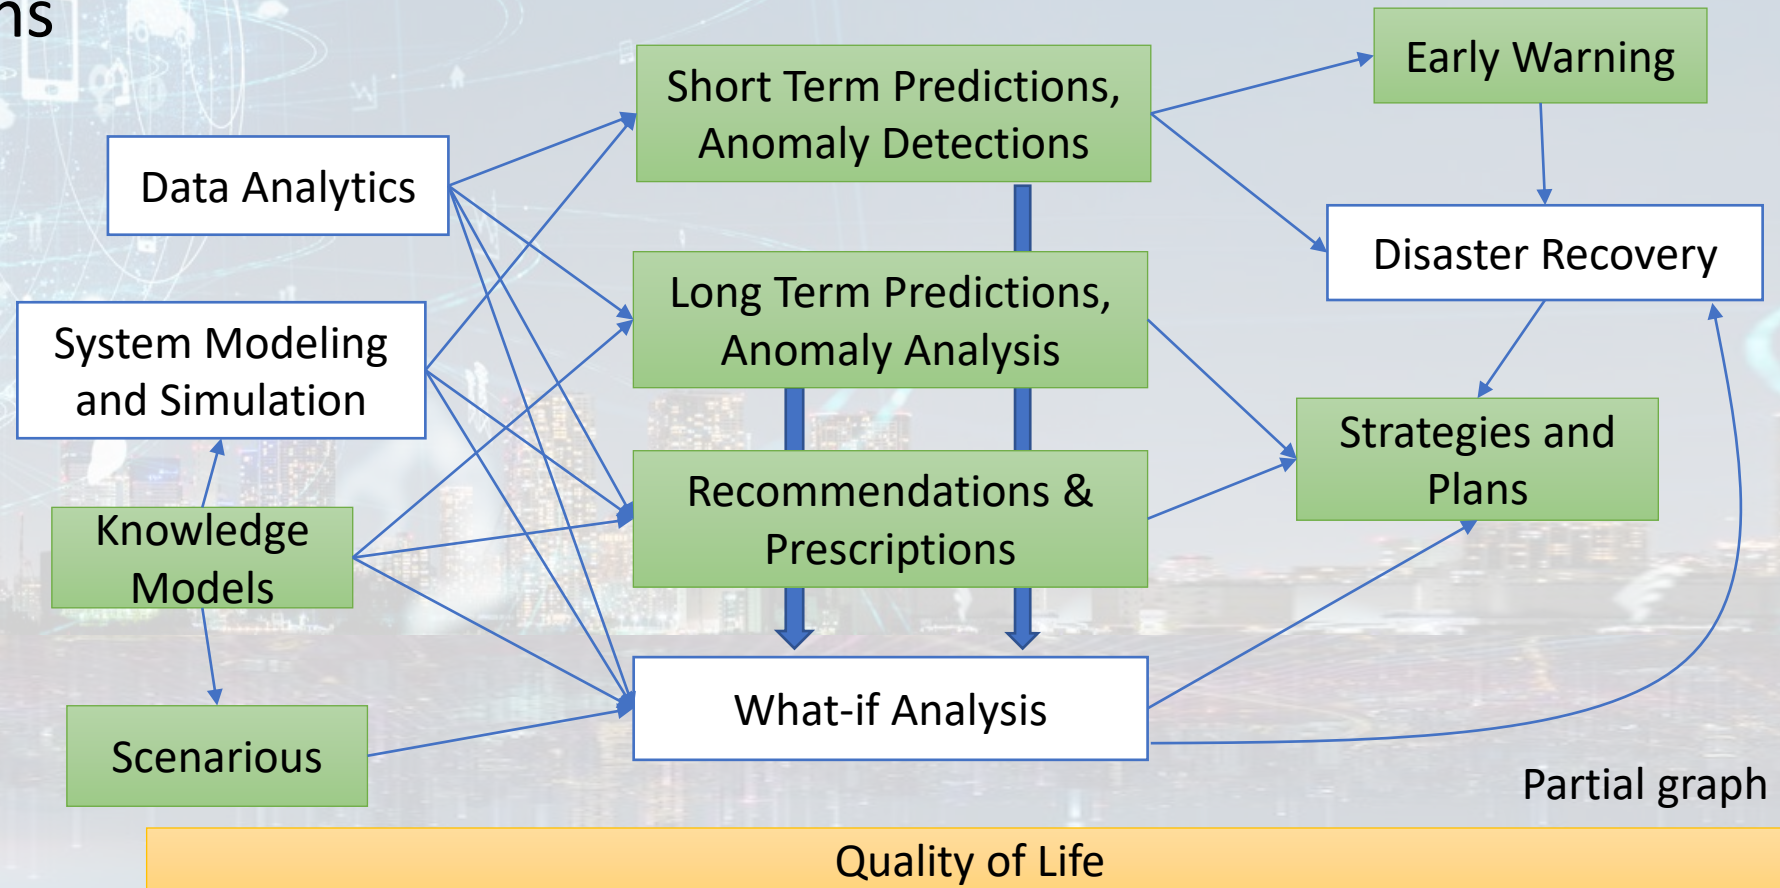 Early Warning
Short Term Predictions,
Anomaly Detections
Data Analytics
Disaster Recovery
Long Term Predictions,
Anomaly Analysis
System Modeling
and Simulation
Strategies and
Plans
Recommendations &
Prescriptions
Knowledge
Models
What-if Analysis
Scenarious
Partial graph
Quality of Life